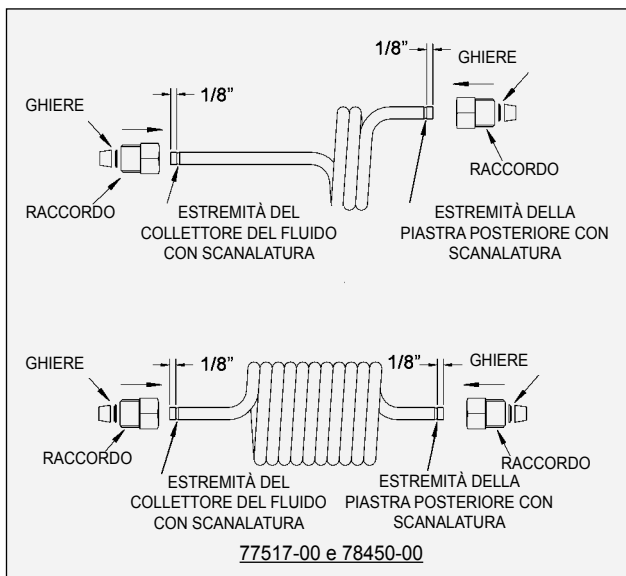 1/8”
GHIERE
GHIERE
1/8”
RACCORDO
RACCORDO
ESTREMITÀ DEL
COLLETTORE DEL FLUIDO
CON SCANALATURA
ESTREMITÀ DELLA
PIASTRA POSTERIORE CON
SCANALATURA
GHIERE
1/8”
1/8”
GHIERE
RACCORDO
RACCORDO
ESTREMITÀ DEL
COLLETTORE DEL FLUIDO
CON SCANALATURA
ESTREMITÀ DELLA
PIASTRA POSTERIORE CON
SCANALATURA
77517-00 e 78450-00